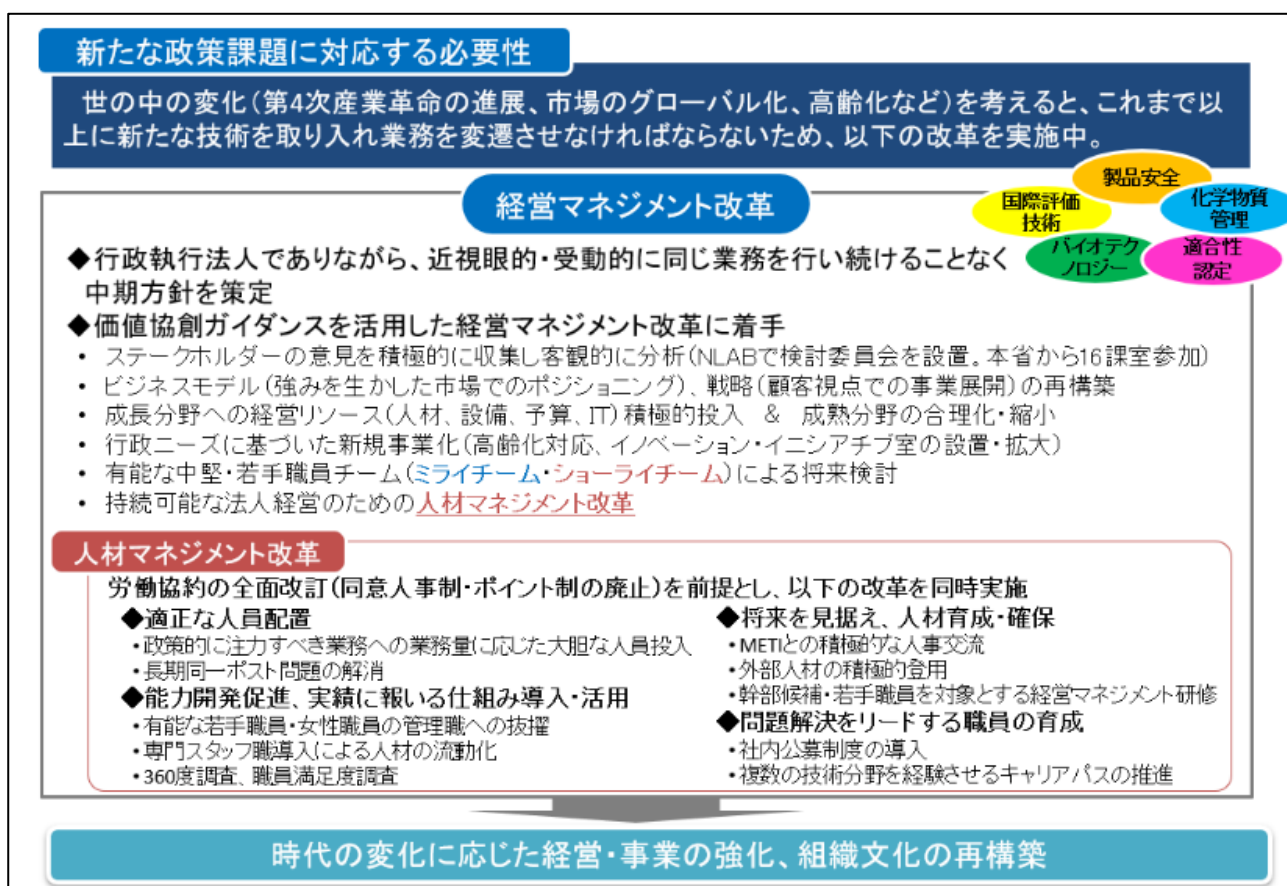 新たな政策課題に対応する必要性
世の中の変化(第4次産業革命の進展、市場のグローバル化、高齢化など)を考えると、これまで以
上に新たな技術を取り入れ業務を変遷させなければならないため、以下の改革を実施中。
経営マネジメント改革
製品安全
国際評価
技術
化学物質
管理
バイオテク
ノロジー
適合性
認定
◆行政執行法人でありながら、近視眼的・受動的に同じ業務を行い続けることなく
中期方針を策定
◆価値協創ガイダンスを活用した経営マネジメント改革に着手
• ステークホルダーの意見を積極的に収集し客観的に分析(NLABで検討委員会を設置。本省から16課室参加)
• ビジネスモデル(強みを生かした市場でのポジショニング)、戦略(顧客視点での事業展開)の再構築
• 成長分野への経営リソース(人材、設備、予算、IT)積極的投入 & 成熟分野の合理化・縮小
• 行政ニーズに基づいた新規事業化(高齢化対応、イノベーション・イニシアチブ室の設置・拡大)
• 有能な中堅・若手職員チーム(ミライチーム・ショーライチーム)による将来検討
• 持続可能な法人経営のための人材マネジメント改革
人材マネジメント改革
労働協約の全面改訂(同意人事制・ポイント制の廃止)を前提とし、以下の改革を同時実施
◆適正な人員配置
・政策的に注力すべき業務への業務量に応じた大胆な人員投入
・長期同一ポスト問題の解消
◆能力開発促進、実績に報いる仕組み導入・活用
・有能な若手職員・女性職員の管理職への抜擢
・専門スタッフ職導入による人材の流動化
・360度調査、職員満足度調査
◆将来を見据え、人材育成・確保
・METIとの積極的な人事交流
・外部人材の積極的登用
・幹部候補・若手職員を対象とする経営マネジメント研修
◆問題解決をリードする職員の育成
・社内公募制度の導入
・複数の技術分野を経験させるキャリアパスの推進
時代の変化に応じた経営・事業の強化、組織文化の再構築